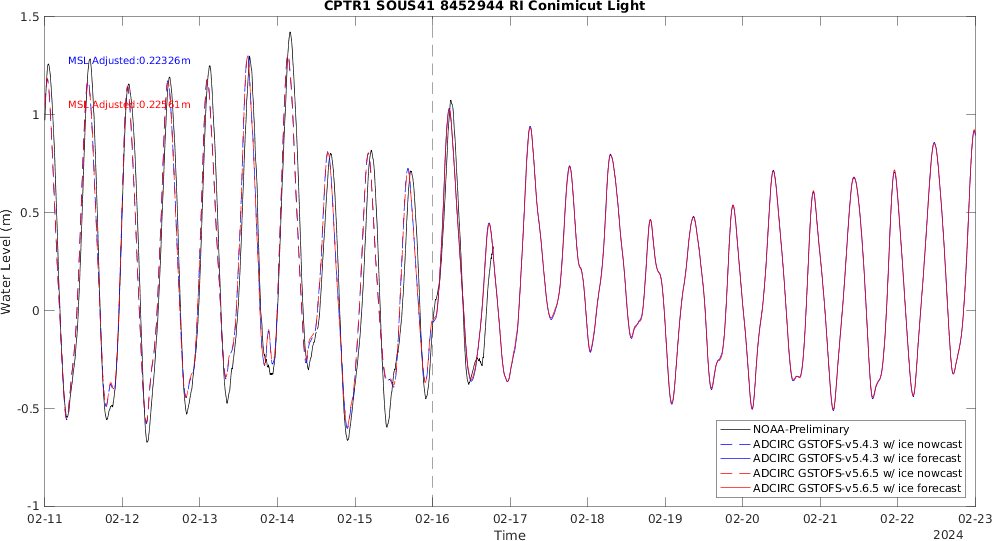 CPTR1 SOUS41 8452944 RI Conimicut Light
1.5
1
0.5
0
-0.5
-1
Water Level (m)
MSL Adjusted:0.22326m
MSL Adjusted:0.22561m
NOAA-Preliminary
ADCIRC GSTOFS-v5.4.3 w/ ice nowcast
ADCIRC GSTOFS-v5.4.3 w/ ice forecast
ADCIRC GSTOFS-v5.6.5 w/ ice nowcast
ADCIRC GSTOFS-v5.6.5 w/ ice forecast
02-11 02-12 02-13 02-14 02-15 02-16 02-17 02-18 02-19 02-20 02-21 02-22 02-23
Time
2024